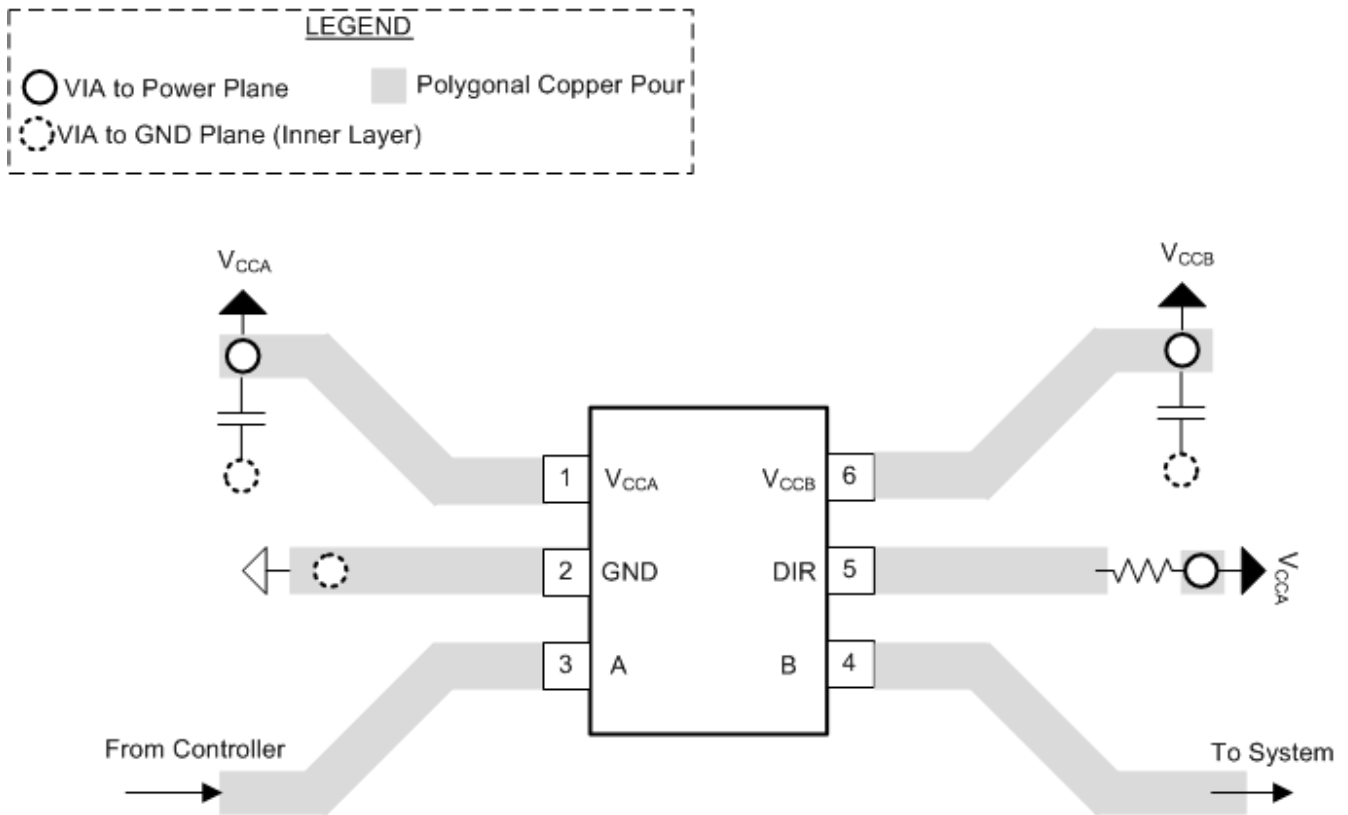 LEGEND
VIA to Power Plane
Polygonal Copper Pour
VIA to GND Plane (Inner Layer)
VCCA
VCCB
1 VCCA VCCB 6
2 GND DIR 5
VCCA
3 A B 4
From Controller
To System